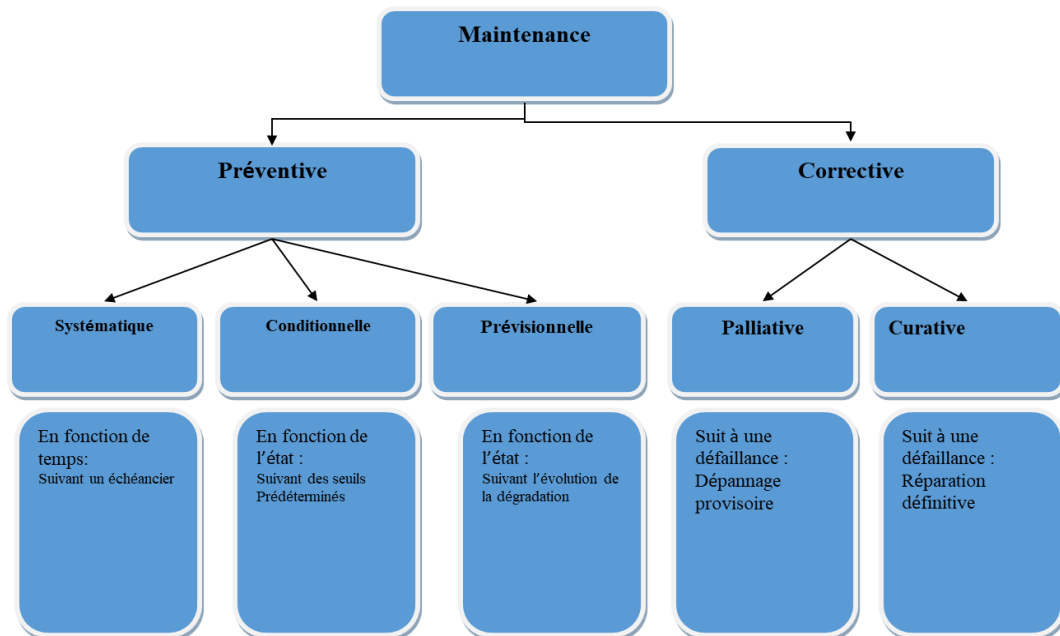 Maintenance
Préventive
Corrective
Systématique
Conditionnelle
Prévisionnelle
Palliative
Curative
En fonction de
temps:
Suivant un échéancier
En fonction de
l'état :
Suivant des seuils
Prédéterminés
En fonction de
l'état :
Suivant l'évolution de
la dégradation
Suit à une
défaillance :
Dépannage
provisoire
Suit à une
défaillance :
Réparation
définitive